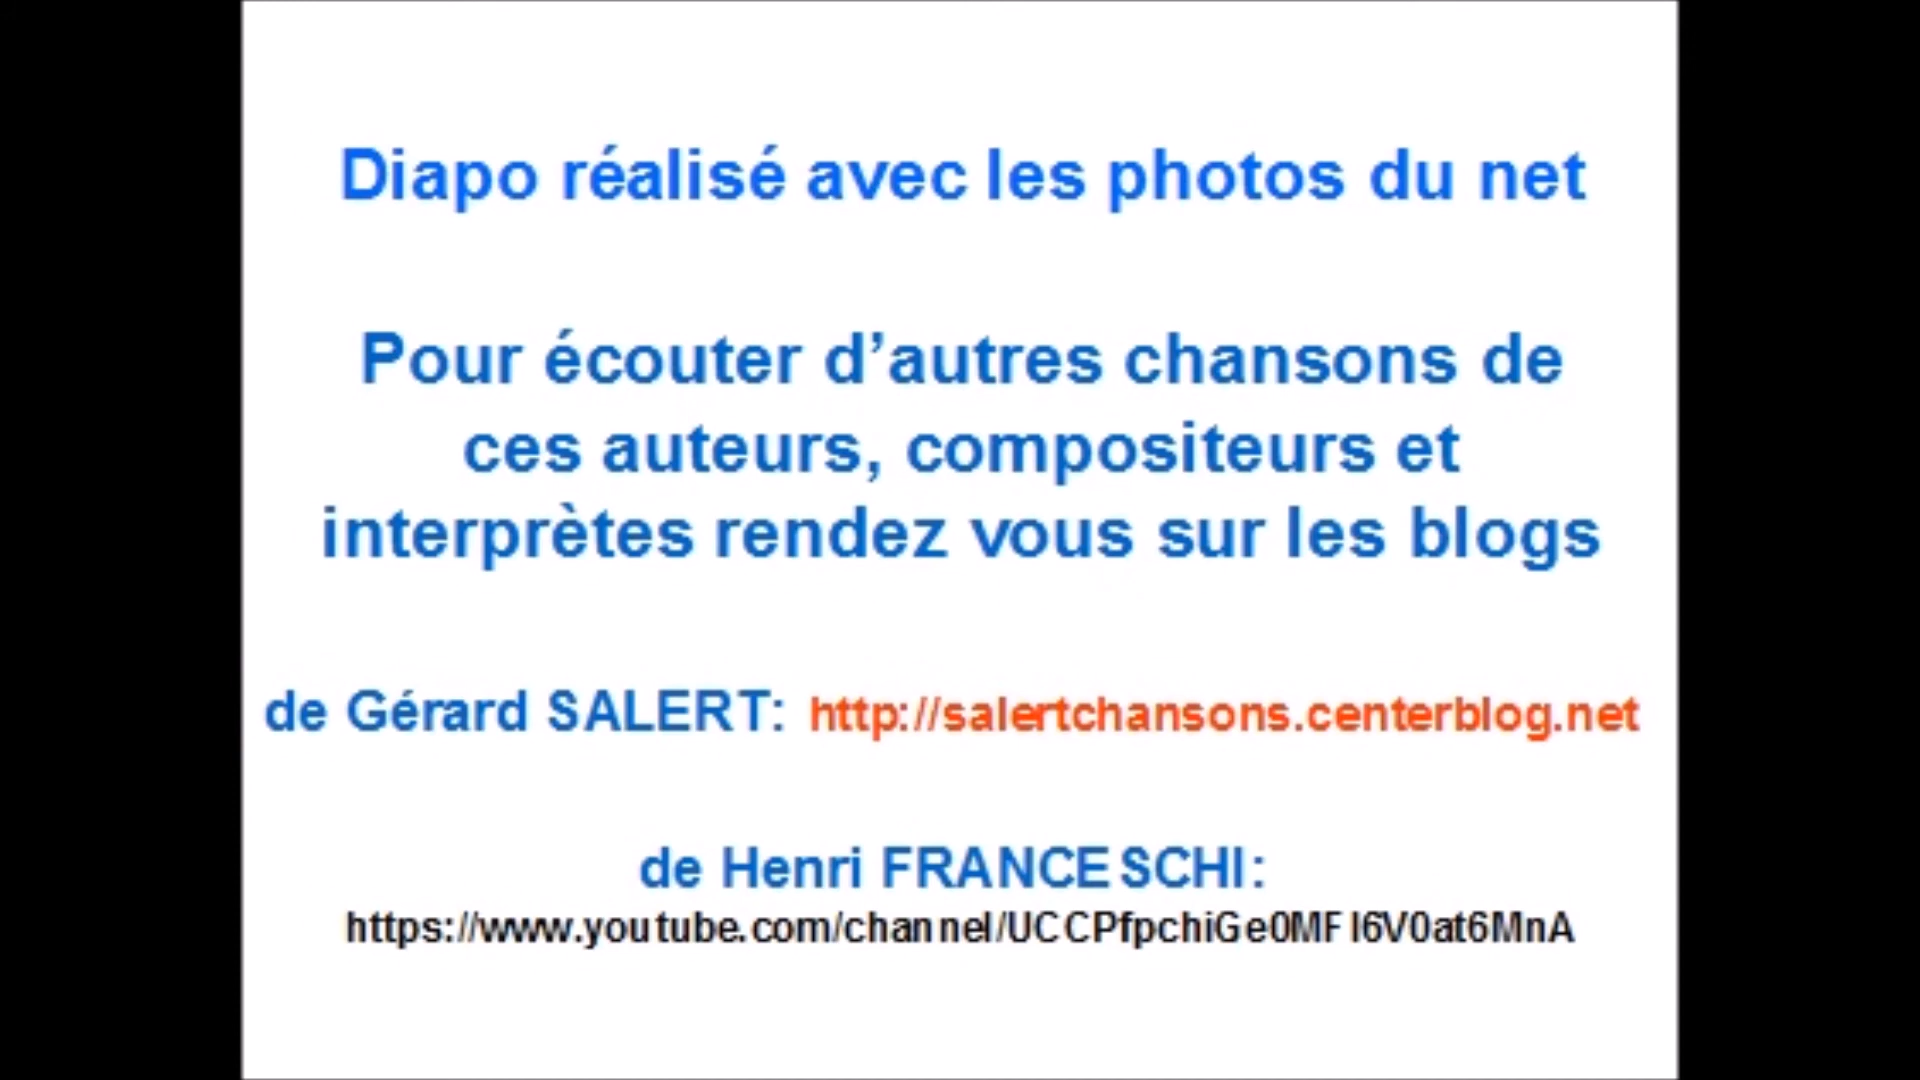 Diapo réalisé avec les photos du net
Pour écouter d’autres chansons de
ces auteurs, compositeurs et
interprètes rendez vous sur les blogs
de Gérard SALERT: http://salertchansons.centerblog.net
de Henri FRANCESCHI:
https://www.youtube.com/channel/UCCPfpchiGe0MFI6V0at6MnA